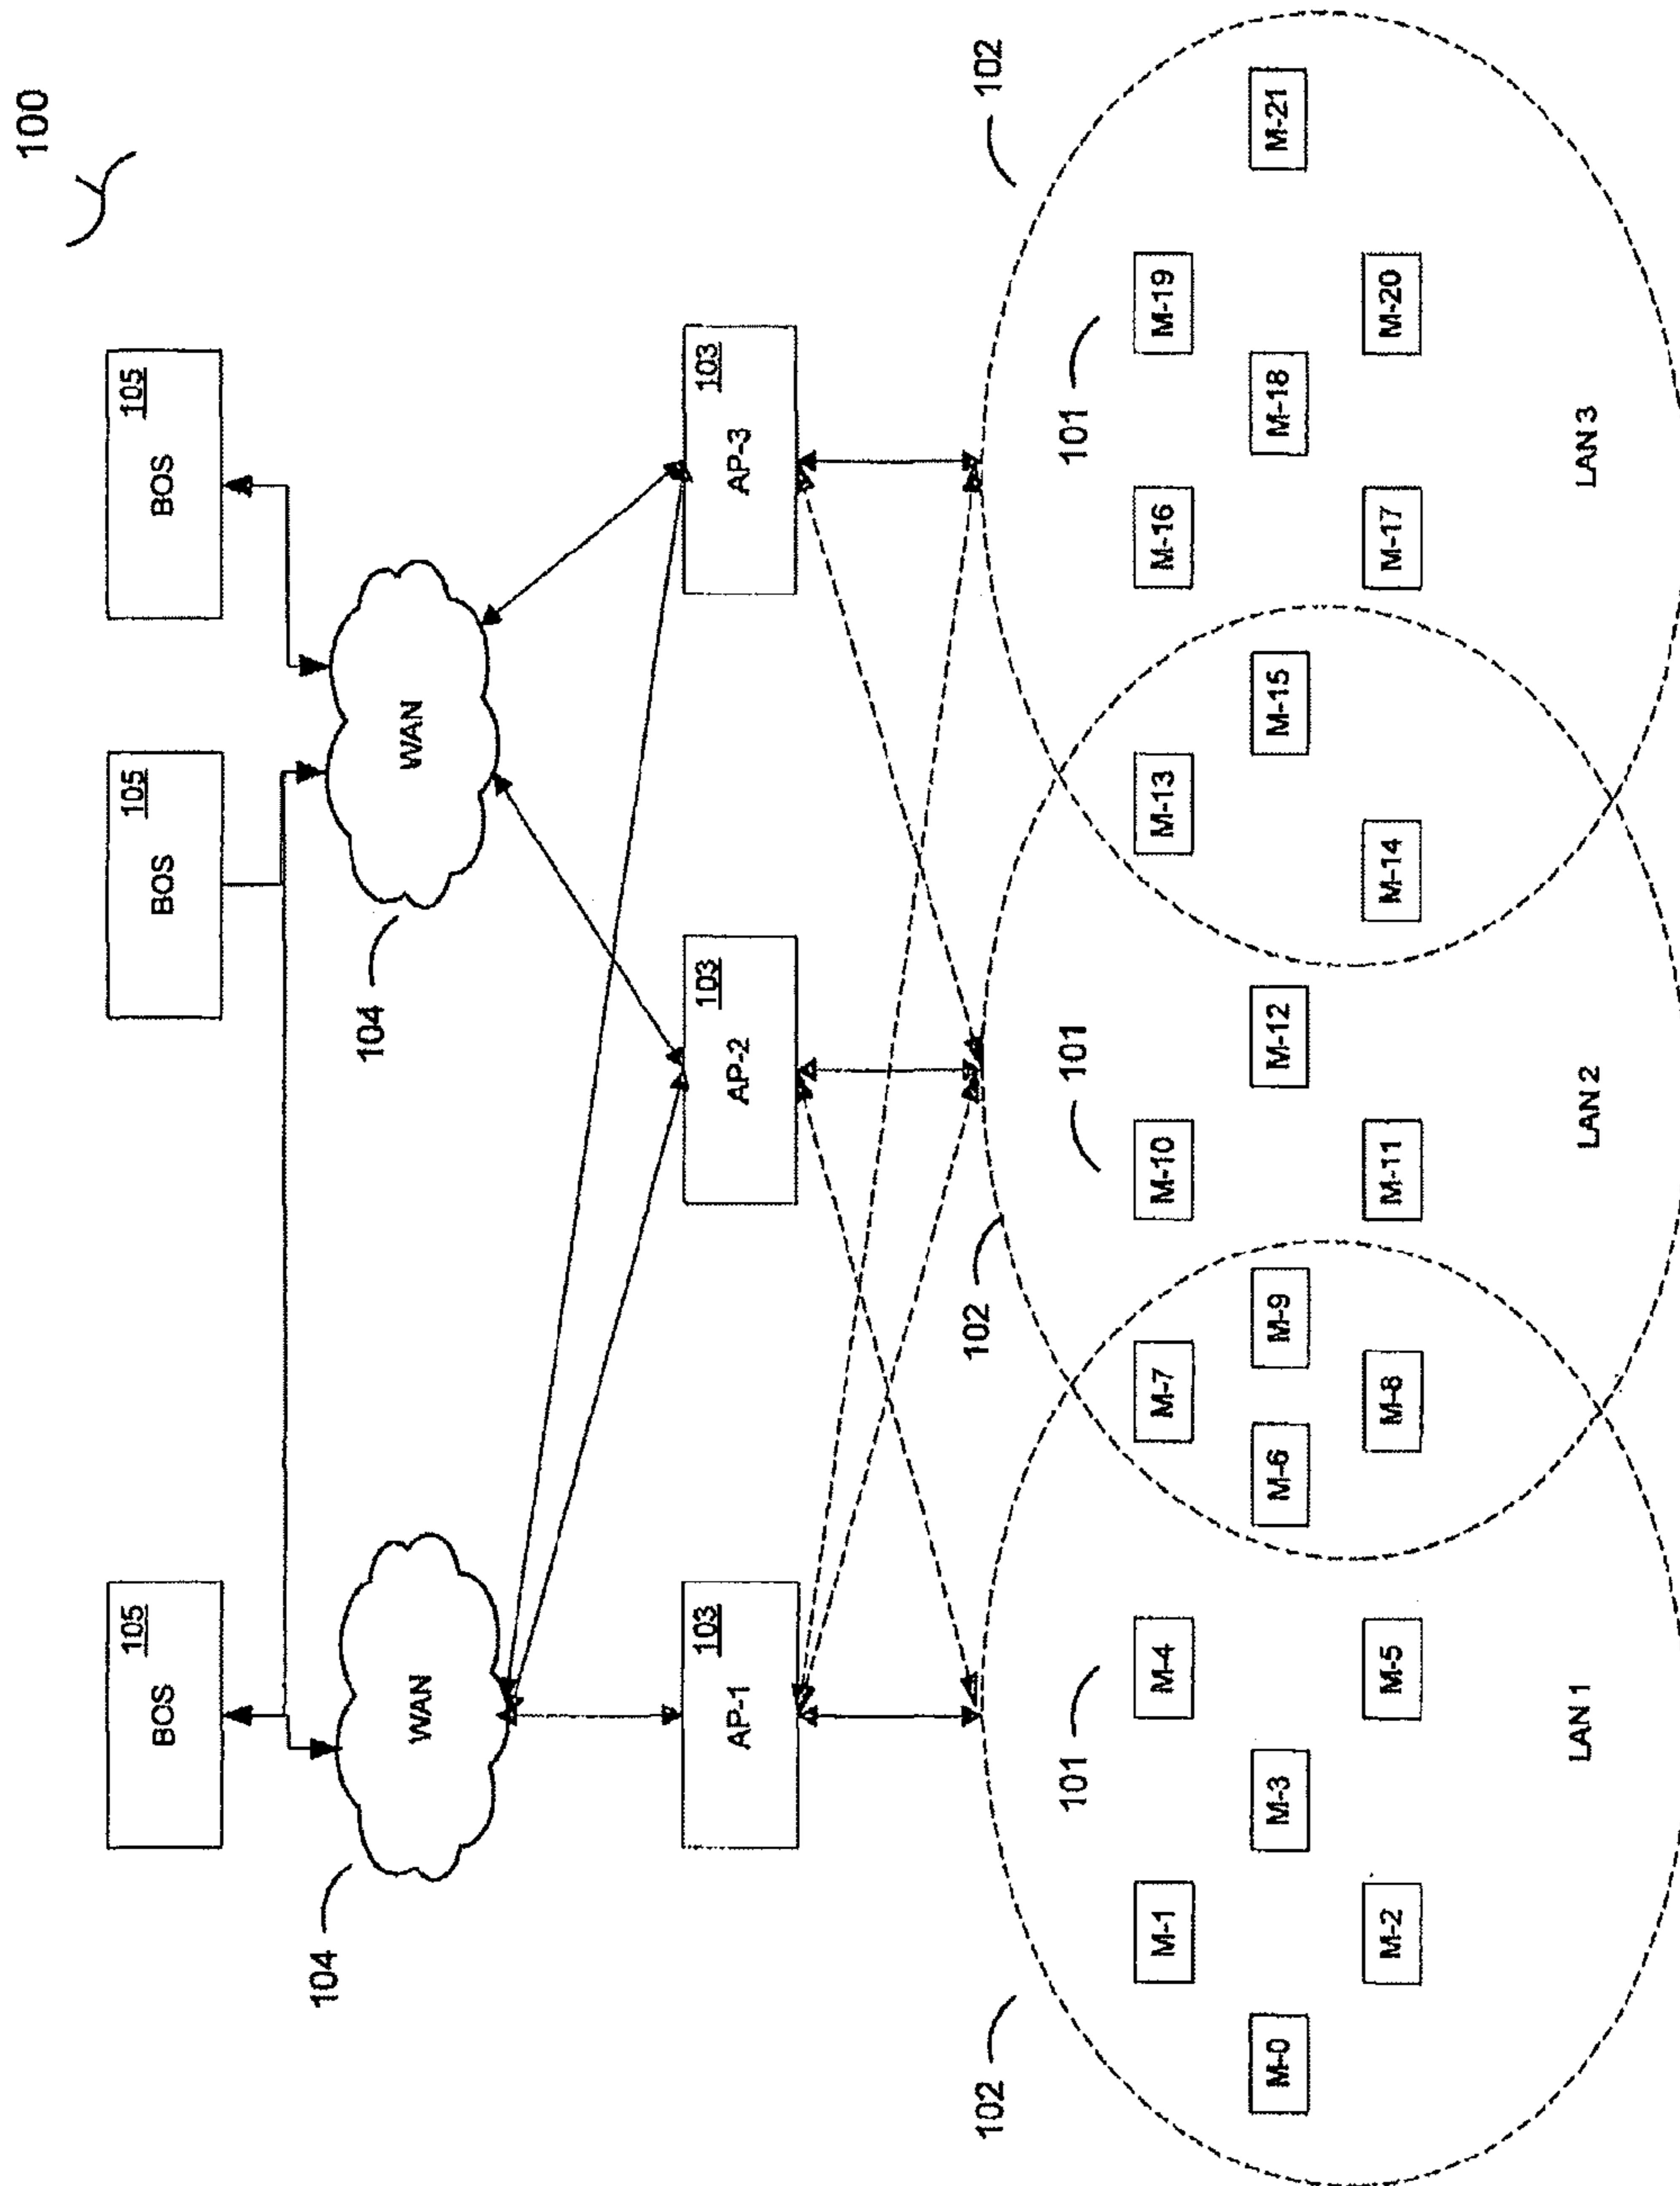 100
BOS
105
BOS
105
BOS
105
WAN
104
WAN
104
AP-1
103
AP-2
103
AP-3
103
102
102
102
101
101
101
M-1
M-4
M-7
M-10
M-13
M-16
M-19
M-0
M-3
M-6
M-9
M-12
M-15
M-18
M-21
M-2
M-5
M-8
M-11
M-14
M-17
M-20
LAN 1
LAN 2
LAN 3